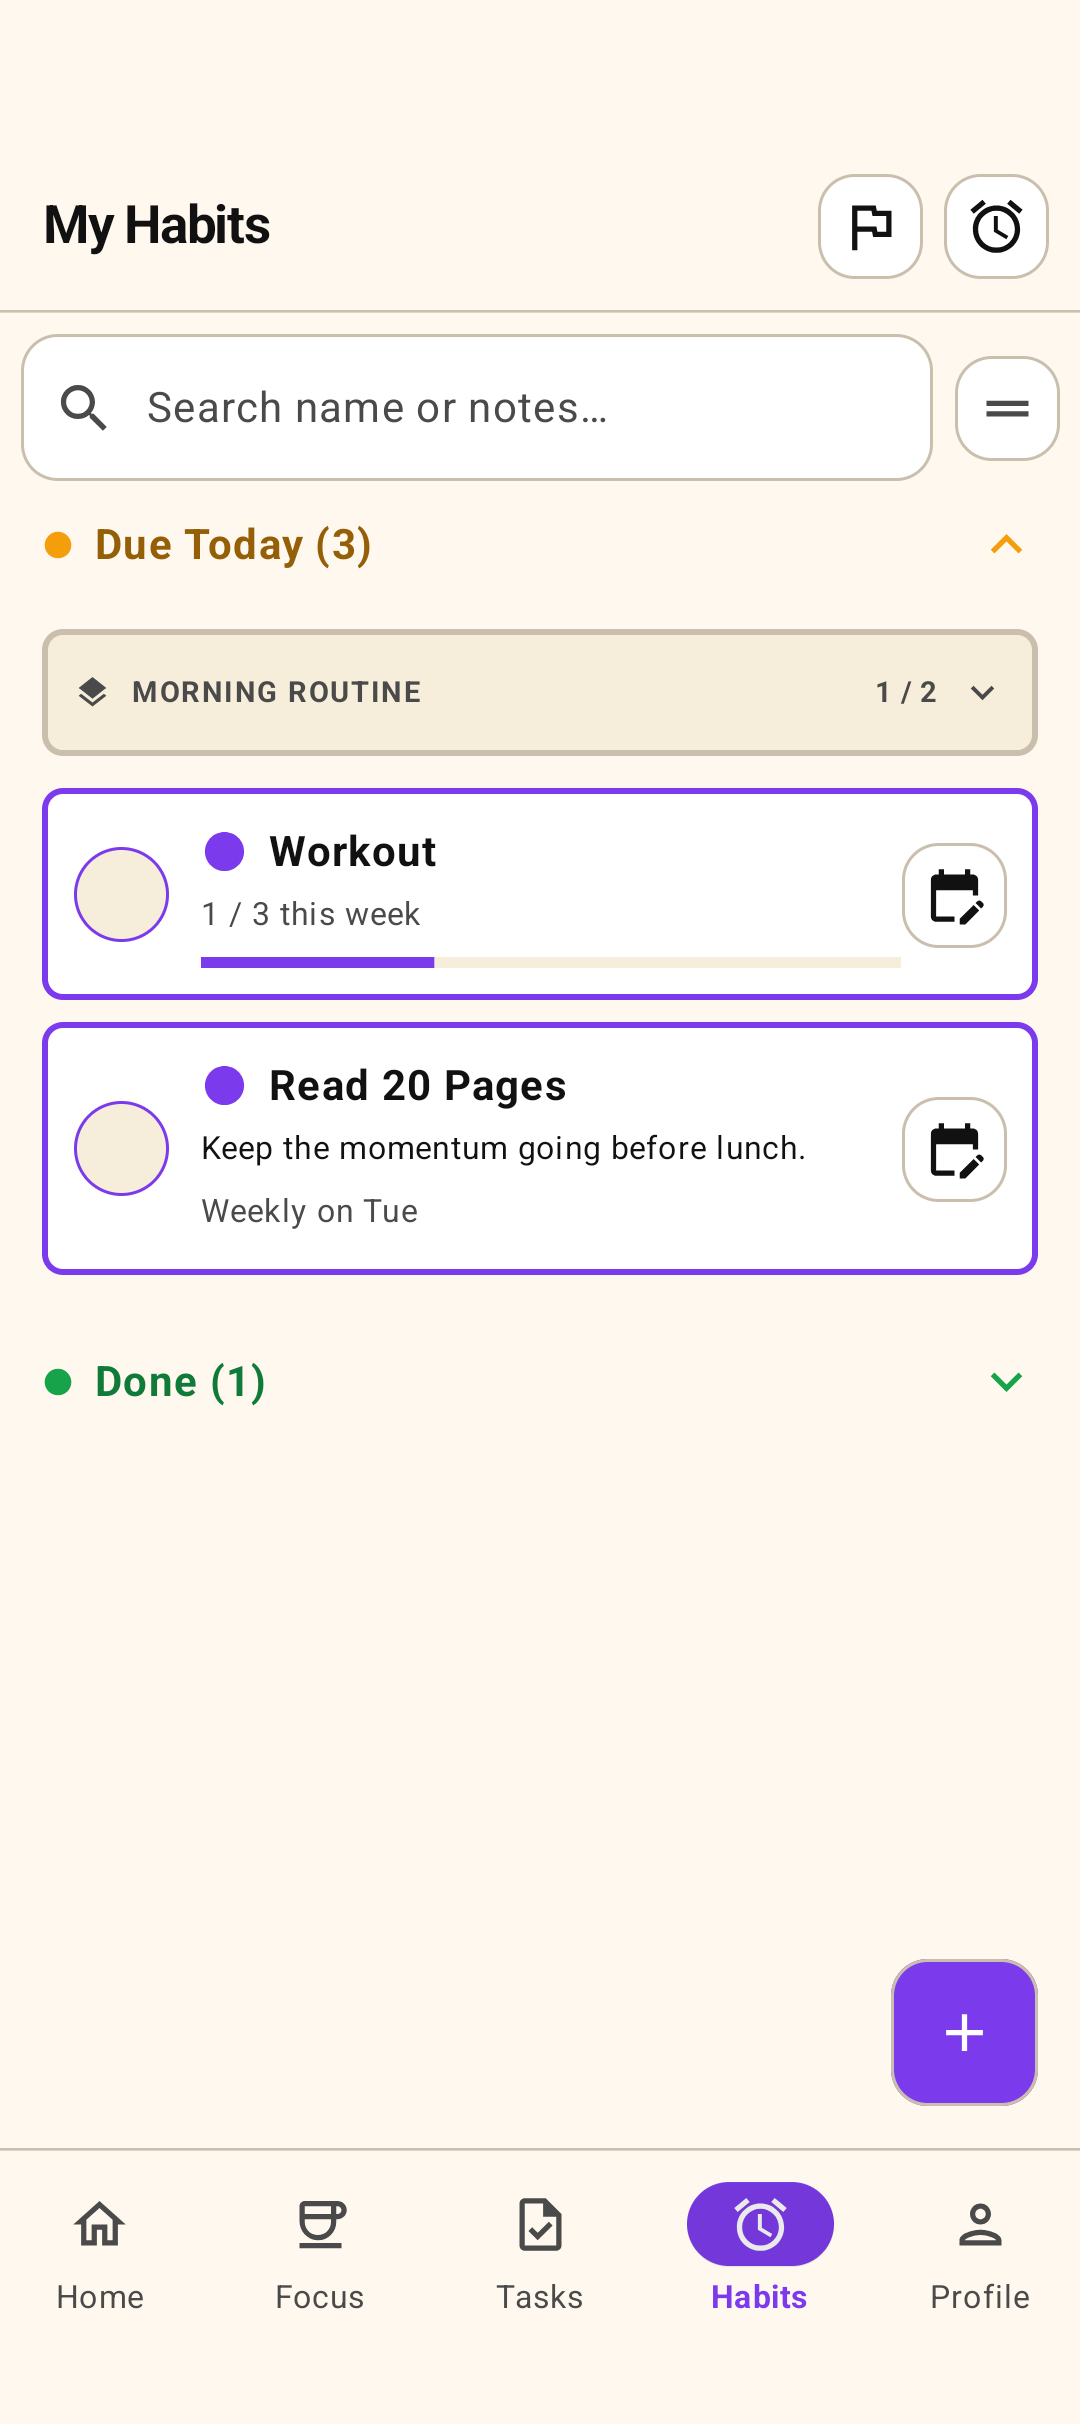 My Habits
Search name or notes...
Due Today (3)
MORNING ROUTINE 1 / 2
Workout
1 / 3 this week
Read 20 Pages
Keep the momentum going before lunch.
Weekly on Tue
Done (1)
Home Focus Tasks Habits Profile